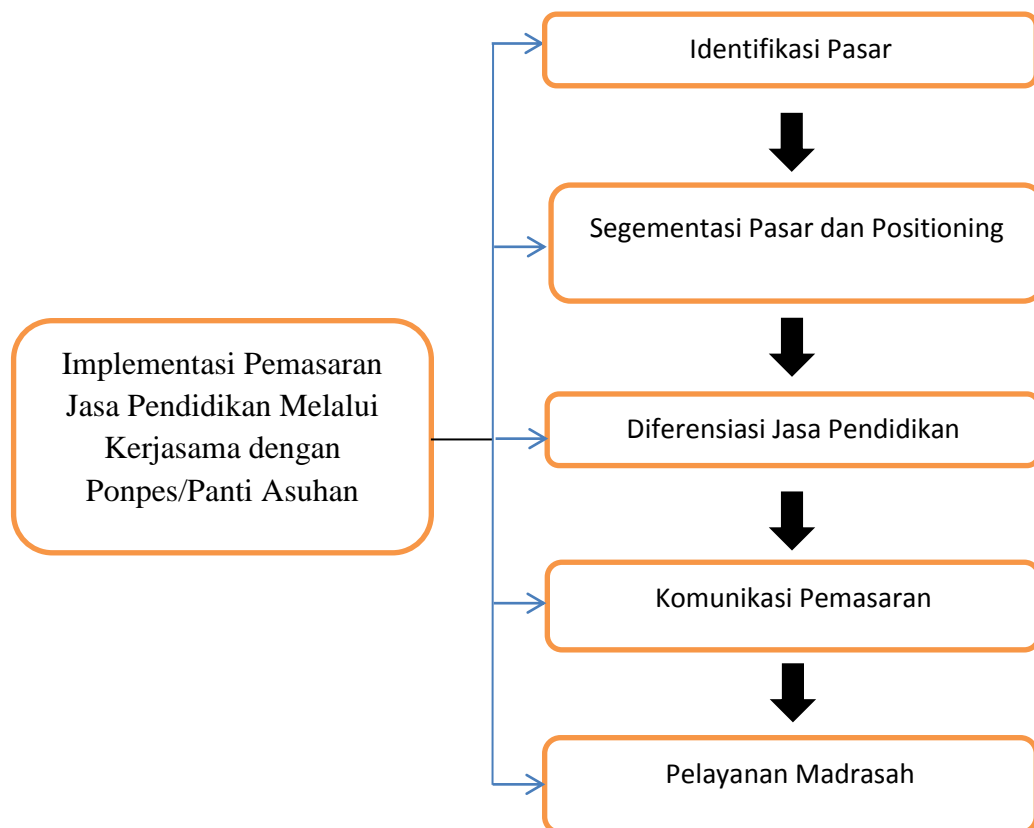 Identifikasi Pasar
Segementasi Pasar dan Positioning
Implementasi Pemasaran
Jasa Pendidikan Melalui
Kerjasama dengan
Ponpes/Panti Asuhan
Diferensiasi Jasa Pendidikan
Komunikasi Pemasaran
Pelayanan Madrasah